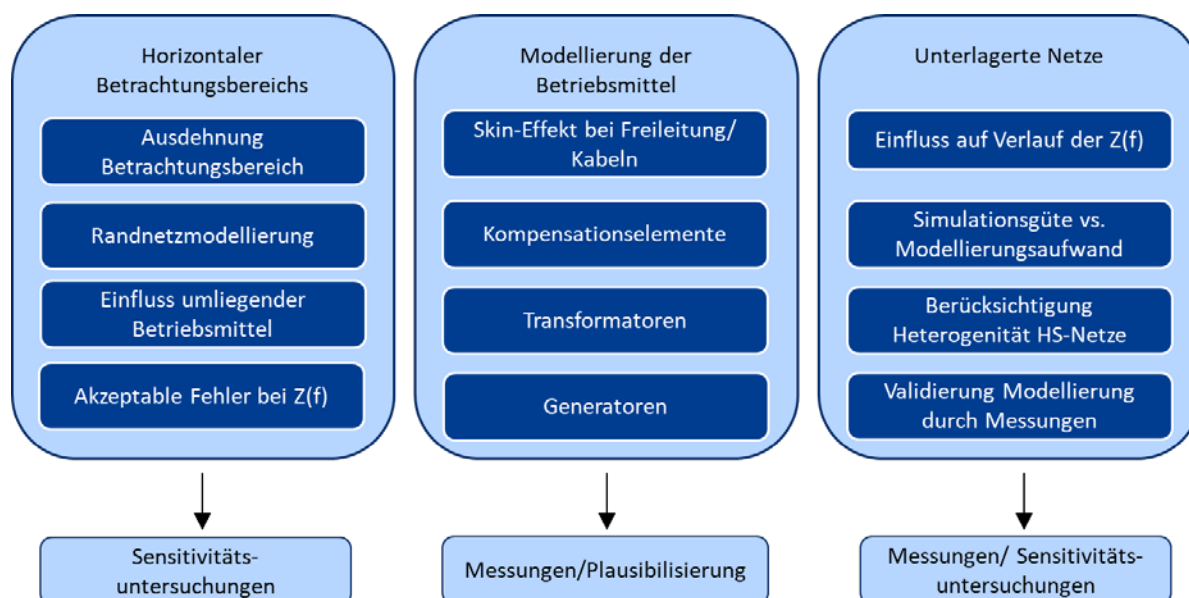 Horizontaler
Betrachtungsbereichs
Ausdehnung
Betrachtungsbereich
Randnetzmodellierung
Einfluss umliegender
Betriebsmittel
Akzeptable Fehler bei Z(f)
Sensitivitäts-
untersuchungen
Modellierung der
Betriebsmittel
Skin-Effekt bei Freileitung/
Kabeln
Kompensationselemente
Transformatoren
Generatoren
Messungen/Plausibilisierung
Unterlagerte Netze
Einfluss auf Verlauf der Z(f)
Simulationsgüte vs.
Modellierungsaufwand
Berücksichtigung
Heterogenität HS-Netze
Validierung Modellierung
durch Messungen
Messungen/ Sensitivitäts-
untersuchungen